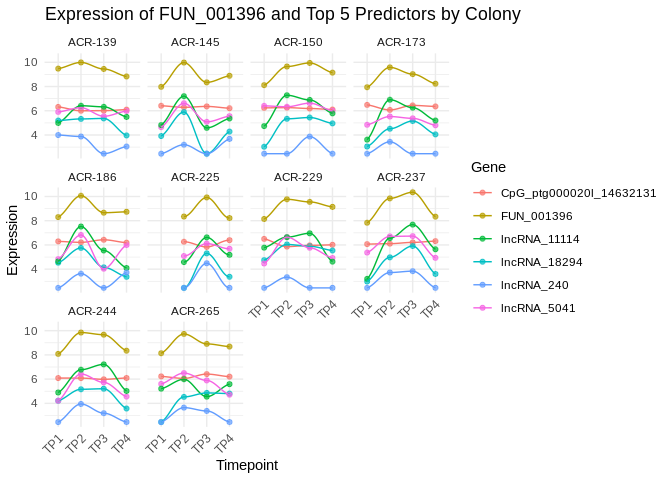 Expression of FUN_001396 and Top 5 Predictors by Colony
ACR-139 ACR-145 ACR-150 ACR-173
10
8
6
4
ACR-186 ACR-225 ACR-229 ACR-237
10
8
6
4
TP1 TP2 TP3 TP4 TP1 TP2 TP3 TP4
ACR-244 ACR-265
10
8
6
4
TP1 TP2 TP3 TP4 TP1 TP2 TP3 TP4
Timepoint
Expression
Gene
CpG_ptg000020l_14632131
FUN_001396
lncRNA_11114
lncRNA_18294
lncRNA_240
lncRNA_5041